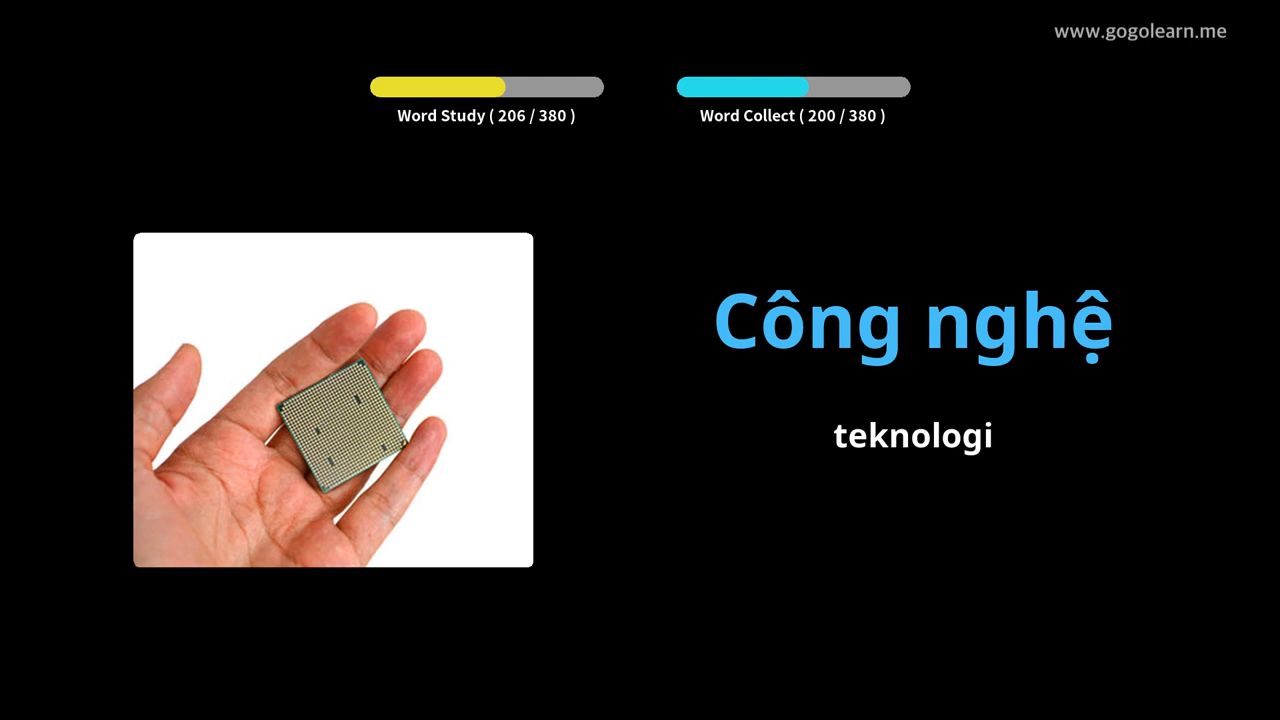 www.gogolearn.me
Word Study ( 206 / 380 )
Word Collect ( 200 / 380 )
Công nghệ
teknologi